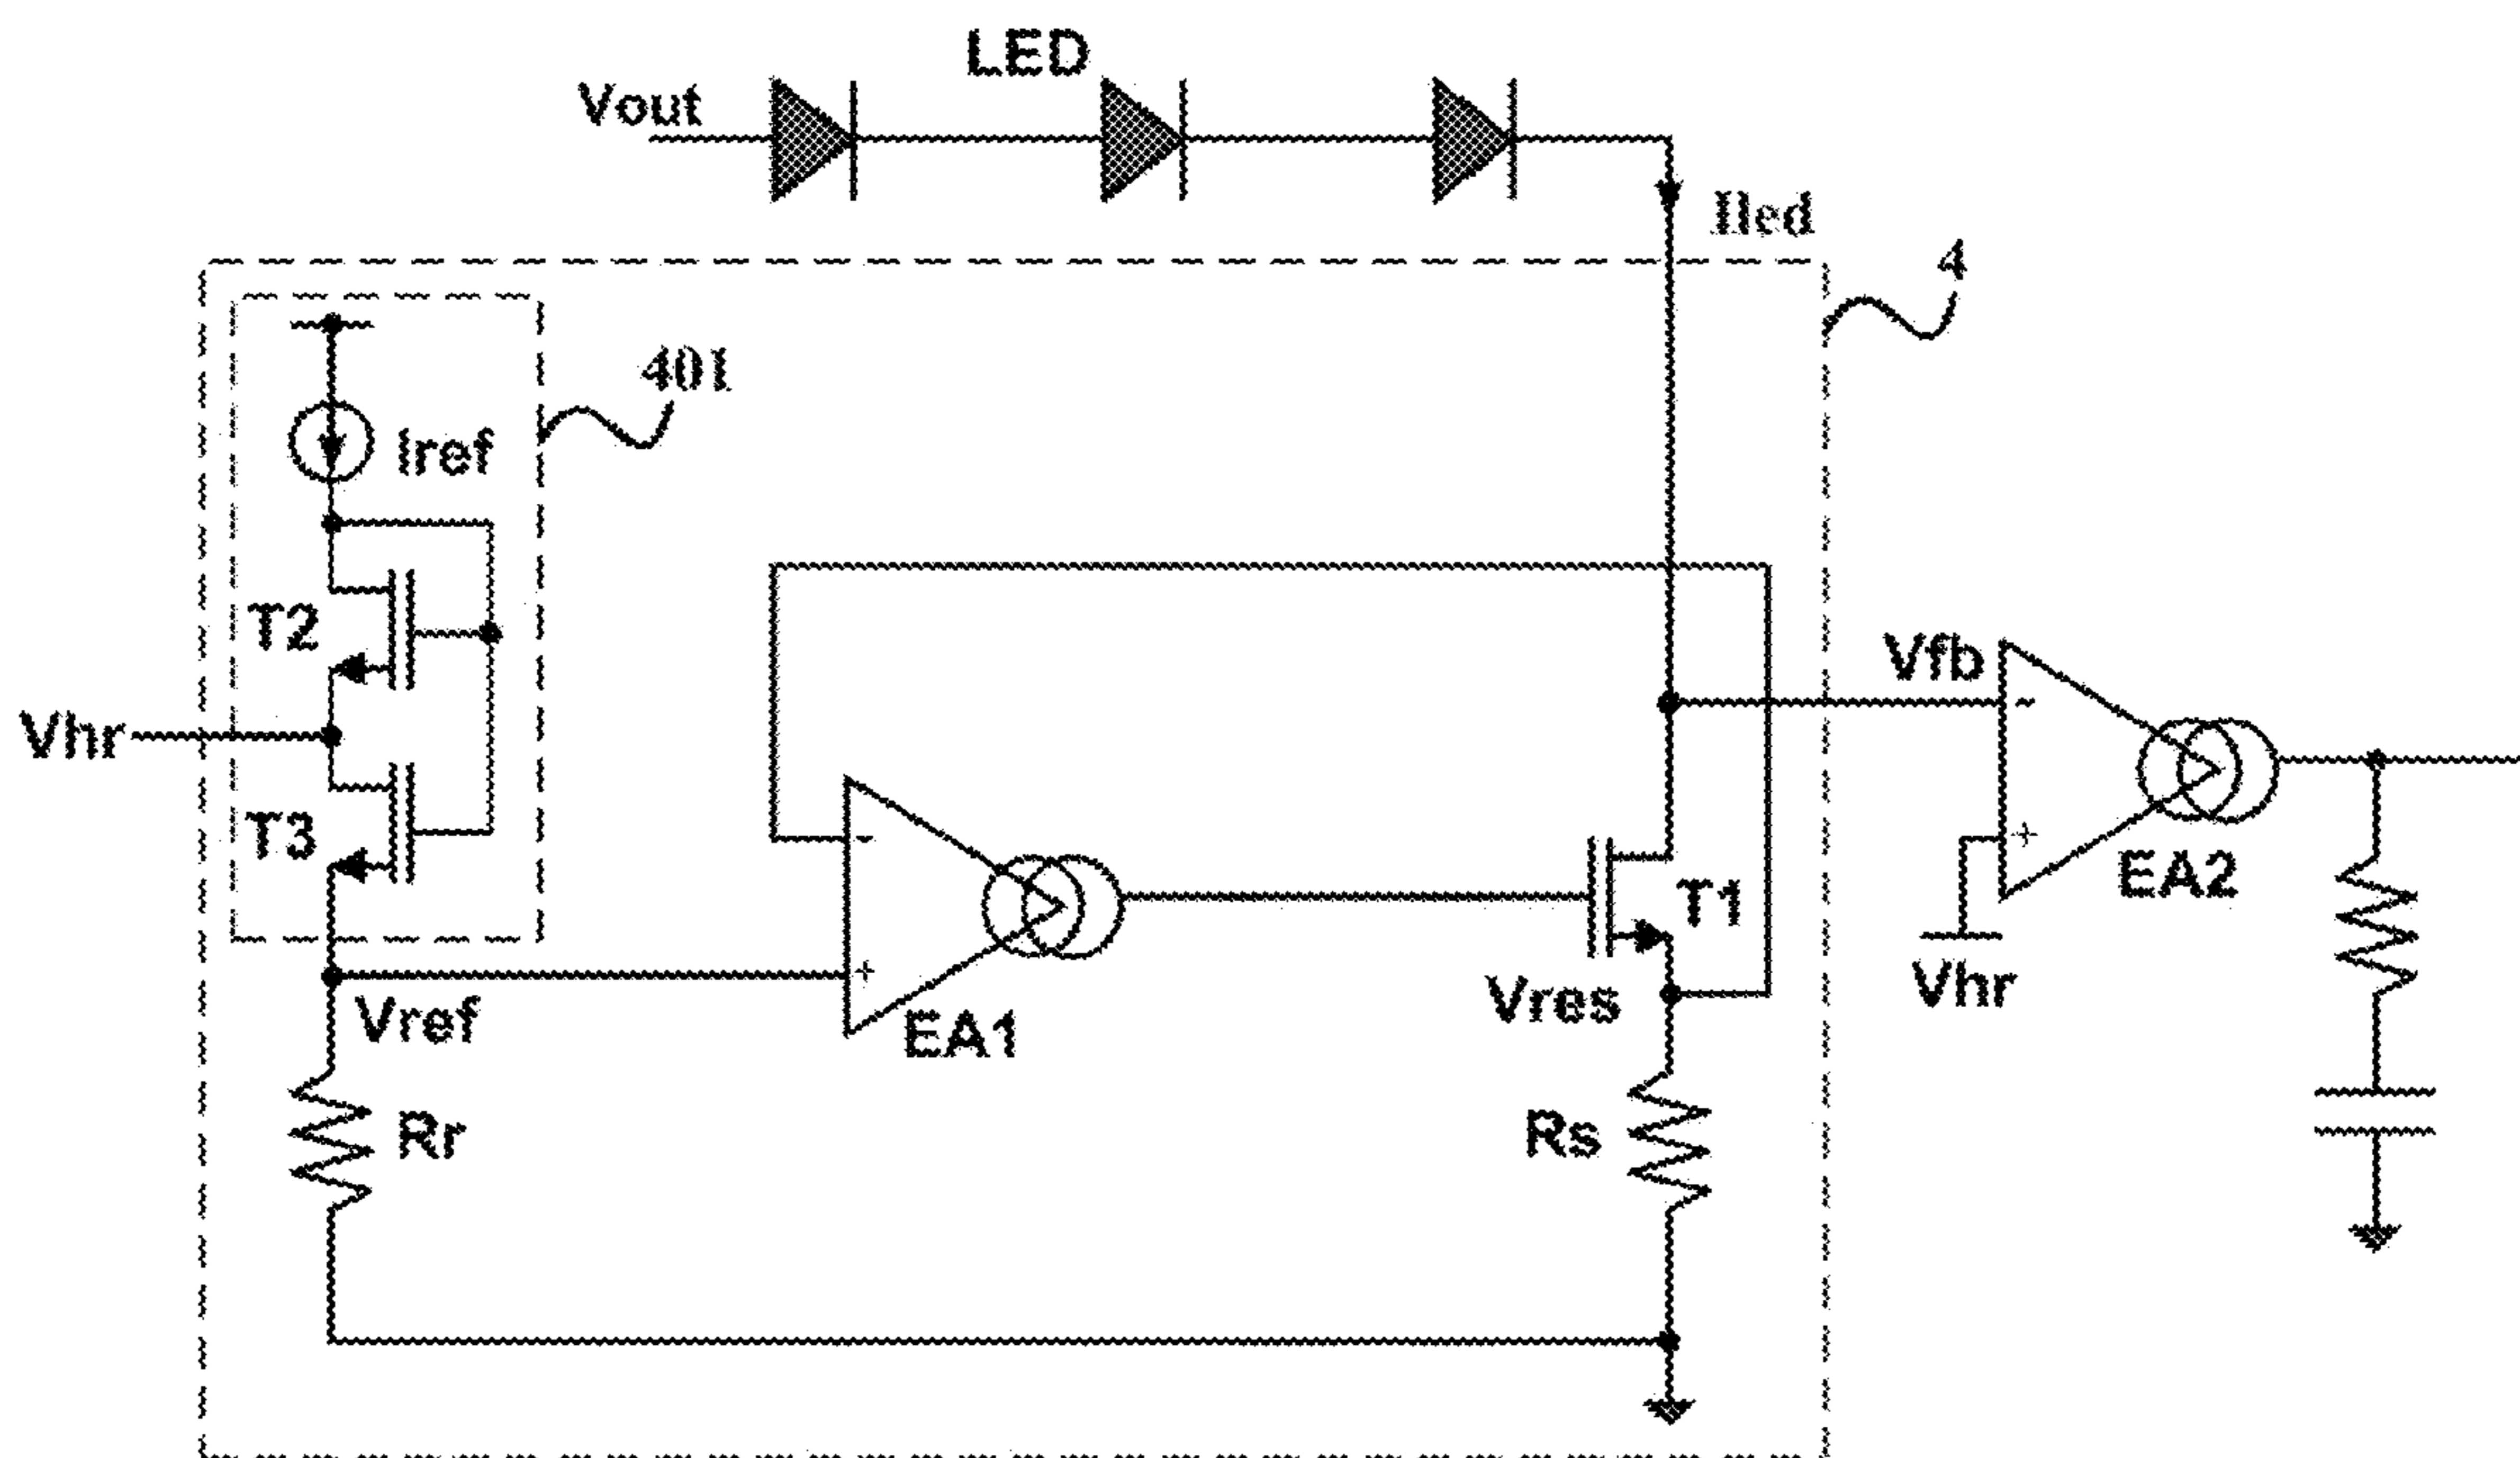 LED
Vout
Iled
4
401
Iref
T2
Vfb
-
Vhr
T3
-
+
EA2
T1
+
Vhr
Vres
Vref
EA1
Rr
Rs